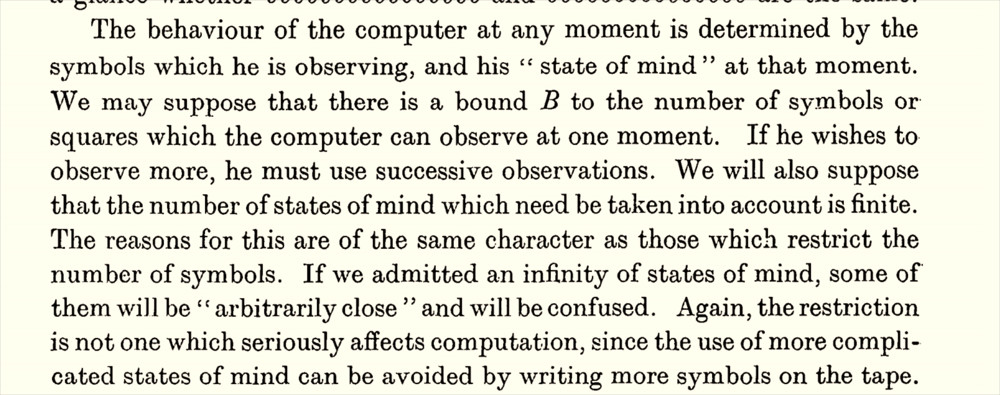 The behaviour of the computer at any moment is determined by the
symbols which he is observing, and his “ state of mind ” at that moment.
We may suppose that there is a bound B to the number of symbols or
squares which the computer can observe at one moment. If he wishes to
observe more, he must use successive observations. We will also suppose
that the number of states of mind which need be taken into account is finite.
The reasons for this are of the same character as those which restrict the
number of symbols. If we admitted an infinity of states of mind, some of
them will be “ arbitrarily close ” and will be confused. Again, the restriction
is not one which seriously affects computation, since the use of more compli-
cated states of mind can be avoided by writing more symbols on the tape.